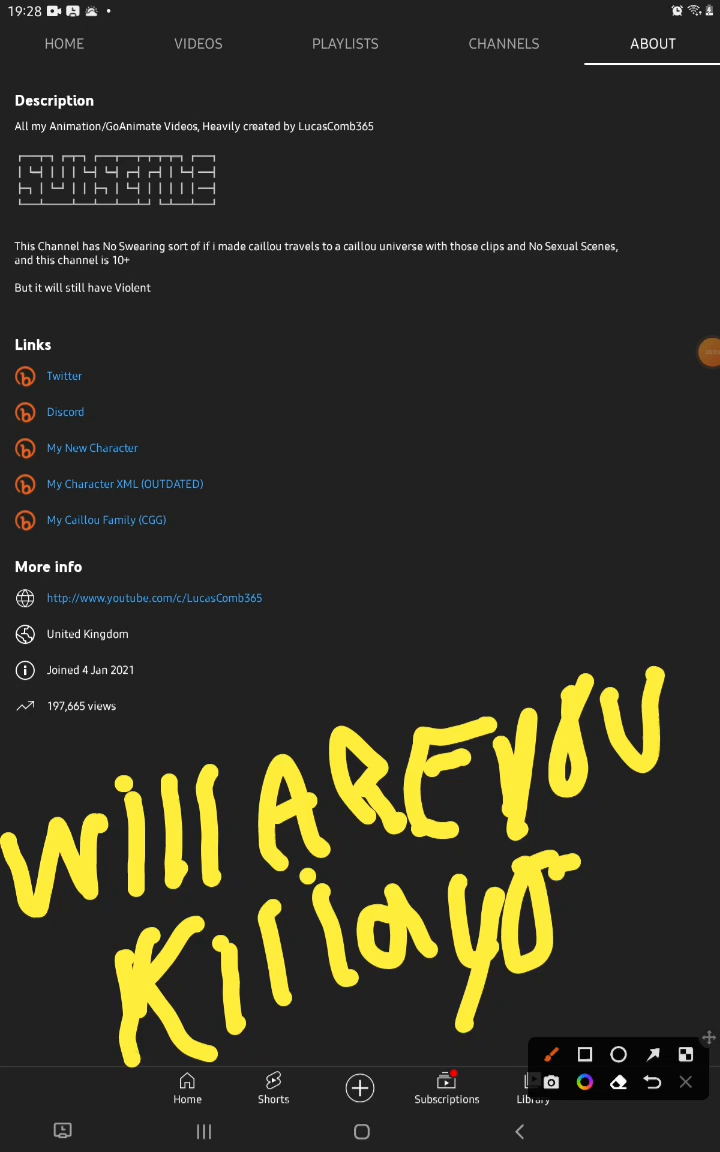 19:28
HOME VIDEOS PLAYLISTS CHANNELS ABOUT
Description
All my Animation/GoAnimate Videos, Heavily created by LucasComb365
This Channel has No Swearing sort of if i made caillou travels to a caillou universe with those clips and No Sexual Scenes,
and this channel is 10+
But it will still have Violent
Links
Twitter
Discord
My New Character
My Character XML (OUTDATED)
My Caillou Family (CGG)
More info
http://www.youtube.com/c/LucasComb365
United Kingdom
Joined 4 Jan 2021
197,665 views
will ARE YOU
Home Shorts Subscriptions Library